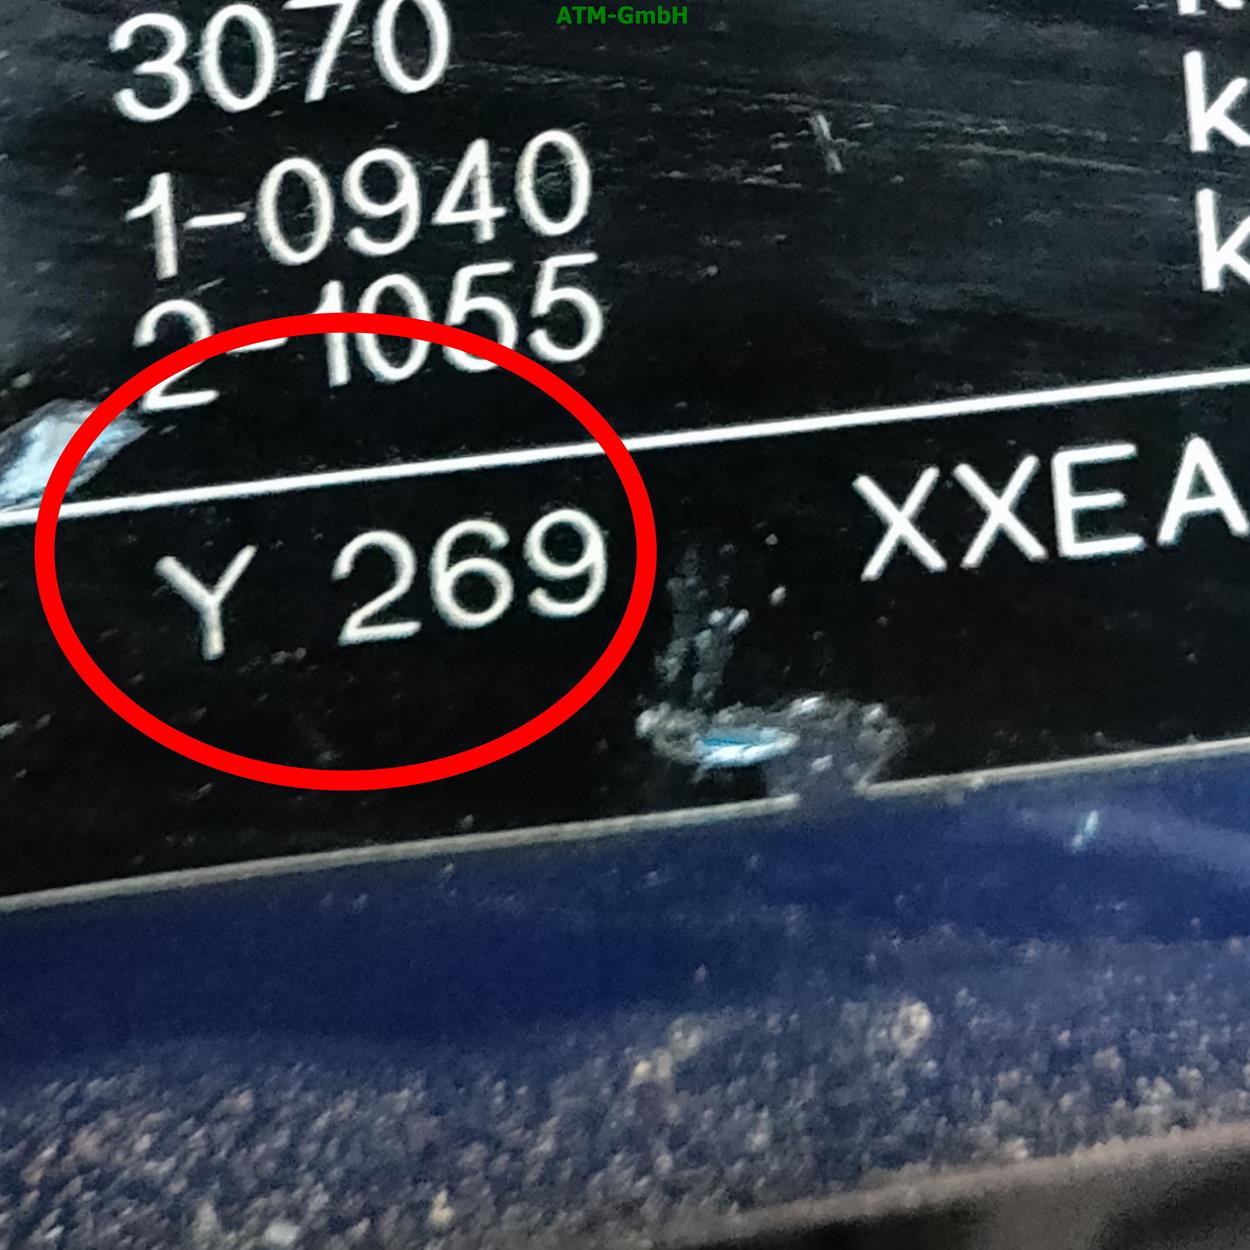 ATM-GmbH
3070
k
1-0940
k
2-1055
Y 269 XXEA